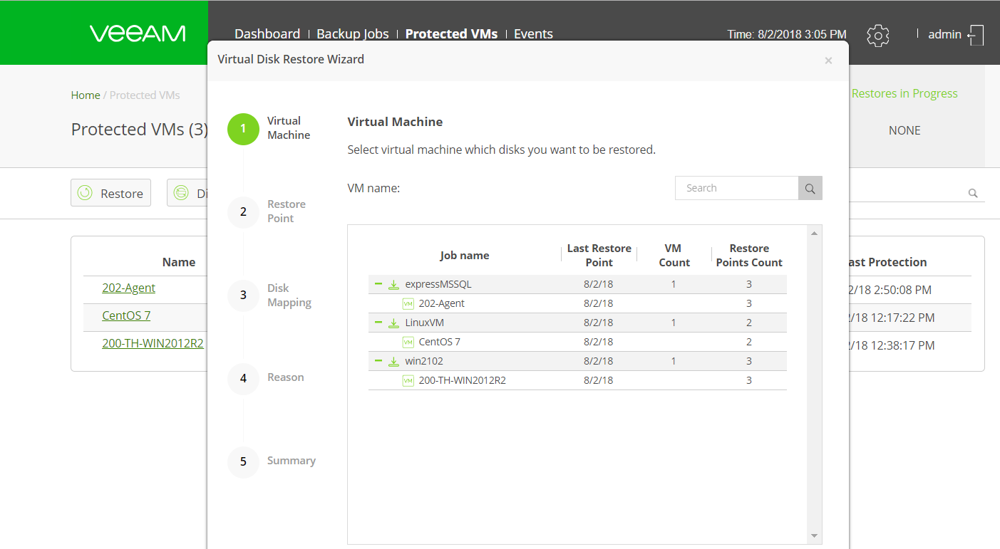 VEEAM
Dashboard | Backup Jobs | Protected VMs | Events
Time: 8/2/2018 3:05 PM
admin
Virtual Disk Restore Wizard
×
Home / Protected VMs
Protected VMs (3)
Restores in Progress
NONE
Restore
Di
Name
202-Agent
CentOS 7
200-TH-WIN2012R2
1
Virtual
Machine
2
Restore
Point
3
Disk
Mapping
4
Reason
5
Summary
Virtual Machine
Select virtual machine which disks you want to be restored.
VM name:
Search
Job name | Last Restore Point | VM Count | Restore Points Count
expressMSSQL 8/2/18 1 3
VM 202-Agent 8/2/18 3
LinuxVM 8/2/18 1 2
VM CentOS 7 8/2/18 2
win2102 8/2/18 1 3
VM 200-TH-WIN2012R2 8/2/18 3
ast Protection
2/18 2:50:08 PM
/18 12:17:22 PM
/18 12:38:17 PM